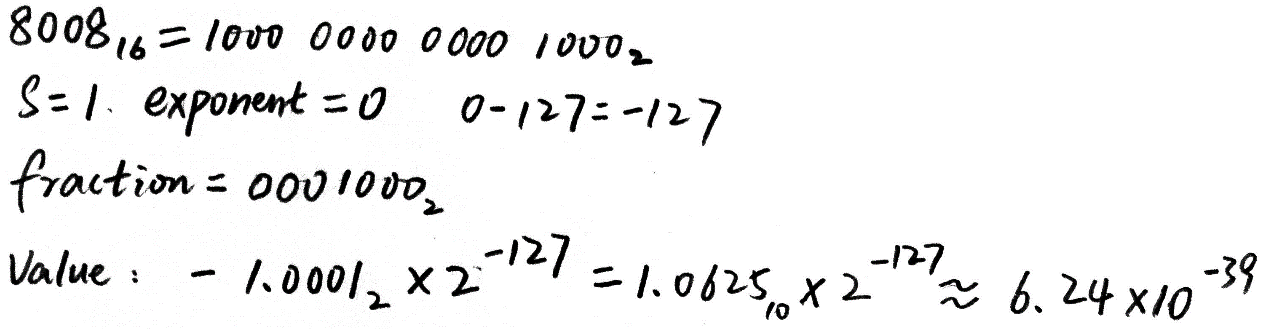 8008₁₆ = 1000 0000 0000 1000₂
S=1. exponent = 0 0-127=-127
fraction = 0001000₂
Value: - 1.0001₂ × 2⁻¹²⁷ = 1.0625₁₀ × 2⁻¹²⁷ ≈ 6.24 × 10⁻³⁹